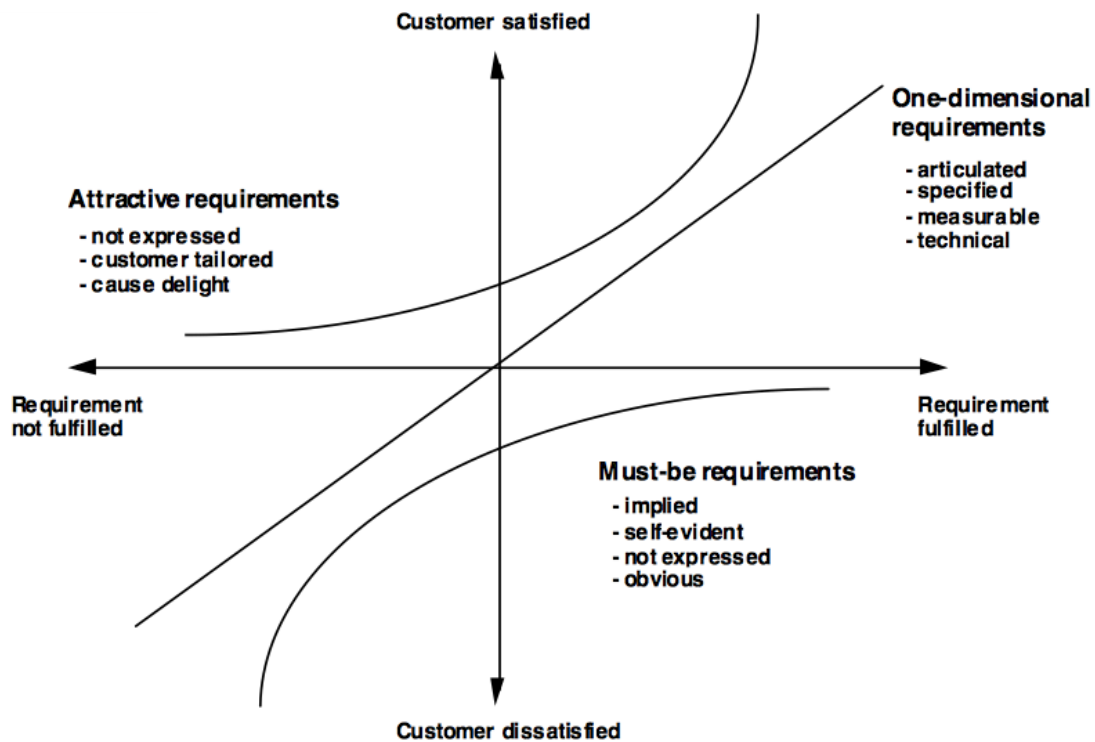 Customer satisfied
One-dimensional
requirements
- articulated
- specified
- measurable
- technical
Attractive requirements
- not expressed
- customer tailored
- cause delight
Requirement
not fulfilled
Requirement
fulfilled
Must-be requirements
- implied
- self-evident
- not expressed
- obvious
Customer dissatisfied